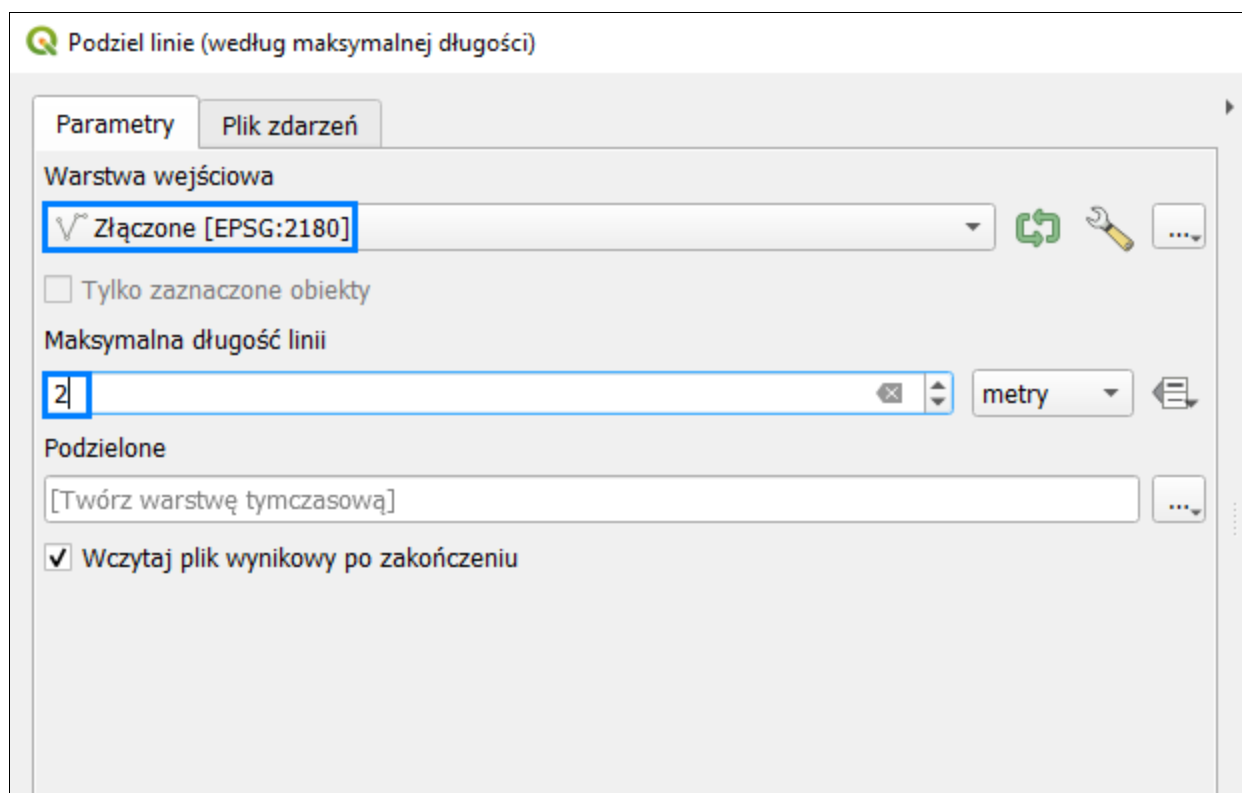 Podziel linie (według maksymalnej długości)
Parametry
Plik zdarzeń
Warstwa wejściowa
Złączone [EPSG:2180]
...
Tylko zaznaczone obiekty
Maksymalna długość linii
2
metry
Podzielone
[Twórz warstwę tymczasową]
...
Wczytaj plik wynikowy po zakończeniu